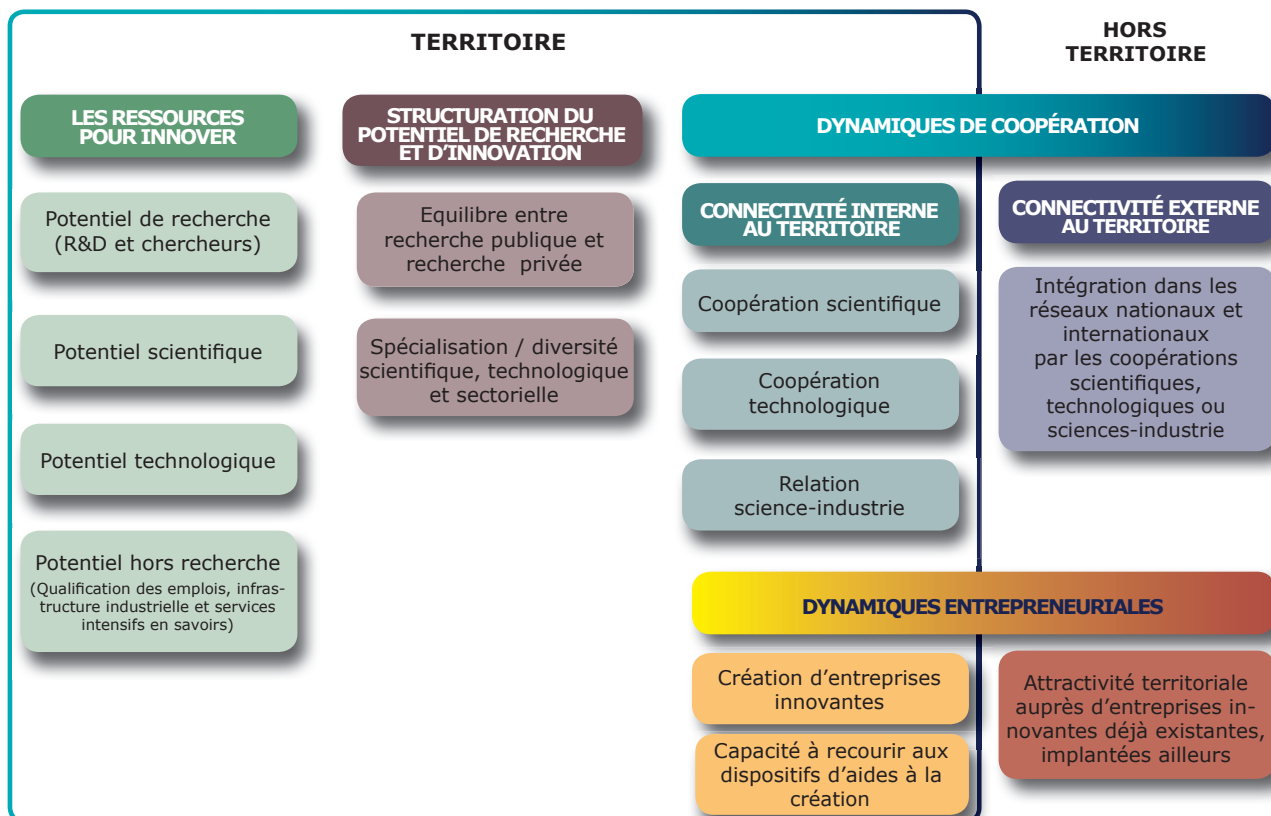 TERRITOIRE
HORS
TERRITOIRE
LES RESSOURCES
POUR INNOVER
Potentiel de recherche
(R&D et chercheurs)
Potentiel scientifique
Potentiel technologique
Potentiel hors recherche
(Qualification des emplois, infras-
tructure industrielle et services
intensifs en savoirs)
STRUCTURATION DU
POTENTIEL DE RECHERCHE
ET D’INNOVATION
Equilibre entre
recherche publique et
recherche privée
Spécialisation / diversité
scientifique, technologique
et sectorielle
DYNAMIQUES DE COOPÉRATION
CONNECTIVITÉ INTERNE
AU TERRITOIRE
Coopération scientifique
Coopération
technologique
Relation
science-industrie
CONNECTIVITÉ EXTERNE
AU TERRITOIRE
Intégration dans les
réseaux nationaux et
internationaux
par les coopérations
scientifiques,
technologiques ou
sciences-industrie
DYNAMIQUES ENTREPRENEURIALES
Création d’entreprises
innovantes
Capacité à recourir aux
dispositifs d’aides à la
création
Attractivité territoriale
auprès d’entreprises in-
novantes déjà existantes,
implantées ailleurs